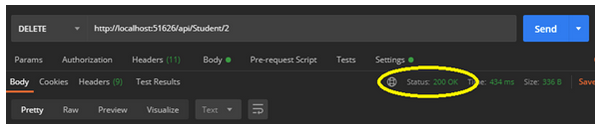 DELETE http://localhost:51626/api/Student/2 Send
Params Authorization Headers (11) Body Pre-request Script Tests Settings
Body Cookies Headers (9) Test Results Status: 200 OK Time: 434 ms Size: 336 B Save
Pretty Raw Preview Visualize Text